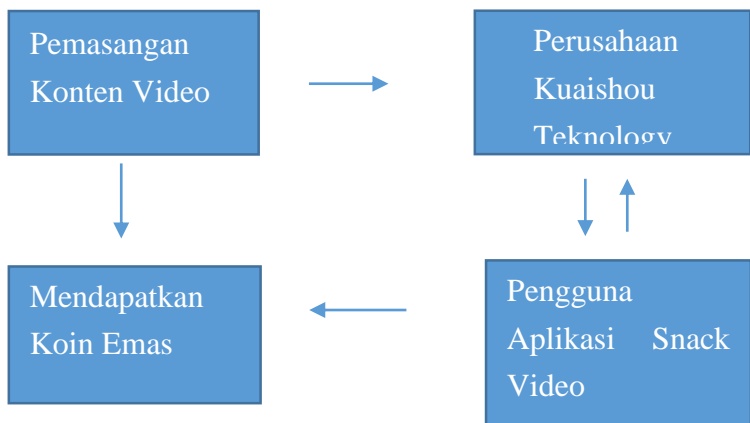 Pemasangan
Konten Video
Perusahaan
Kuaishou
Teknology
Mendapatkan
Koin Emas
Pengguna
Aplikasi Snack
Video